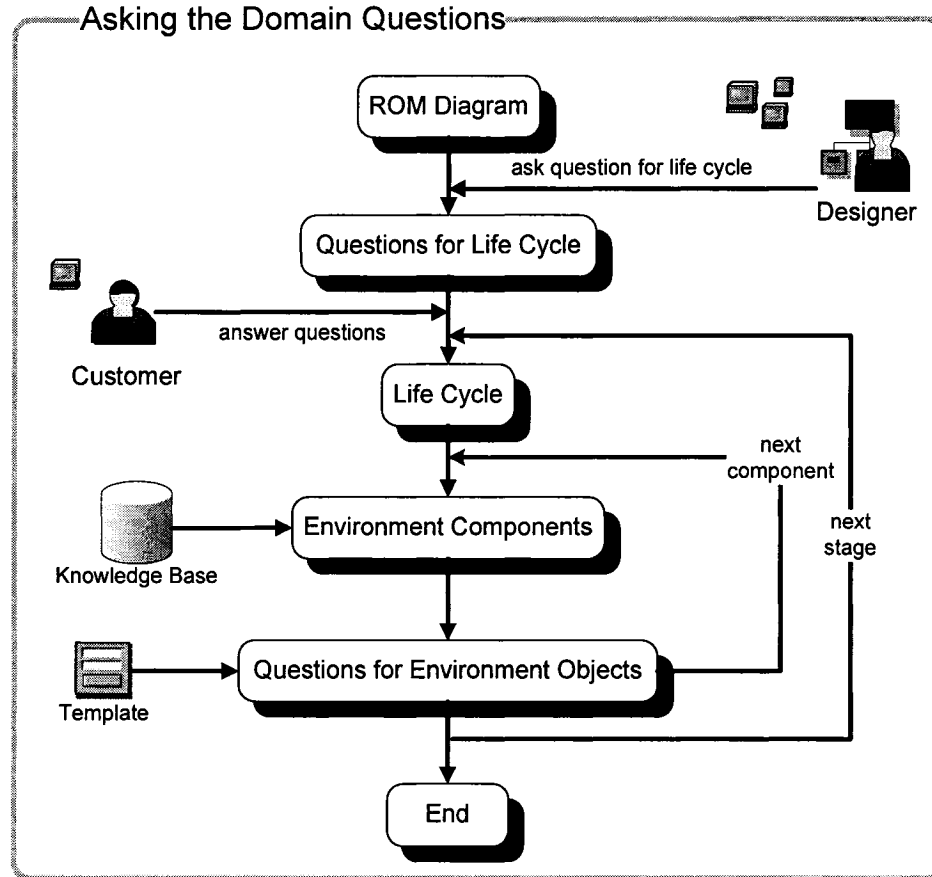 Asking the Domain Questions
ROM Diagram
ask question for life cycle
Designer
Questions for Life Cycle
answer questions
Customer
Life Cycle
next
component
Environment Components
next
stage
Knowledge Base
Questions for Environment Objects
Template
End